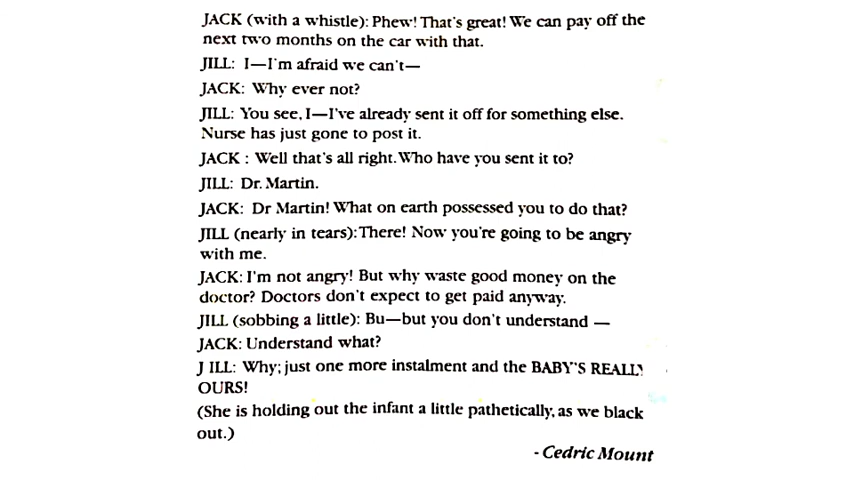 JACK (with a whistle): Phew! That's great! We can pay off the
next two months on the car with that.
JILL: I—I'm afraid we can't—
JACK: Why ever not?
JILL: You see, I—I've already sent it off for something else.
Nurse has just gone to post it.
JACK : Well that's all right. Who have you sent it to?
JILL: Dr. Martin.
JACK: Dr Martin! What on earth possessed you to do that?
JILL (nearly in tears): There! Now you're going to be angry
with me.
JACK: I'm not angry! But why waste good money on the
doctor? Doctors don't expect to get paid anyway.
JILL (sobbing a little): Bu—but you don't understand —
JACK: Understand what?
J ILL: Why; just one more instalment and the BABY'S REALLY
OURS!
(She is holding out the infant a little pathetically, as we black
out.)
- Cedric Mount